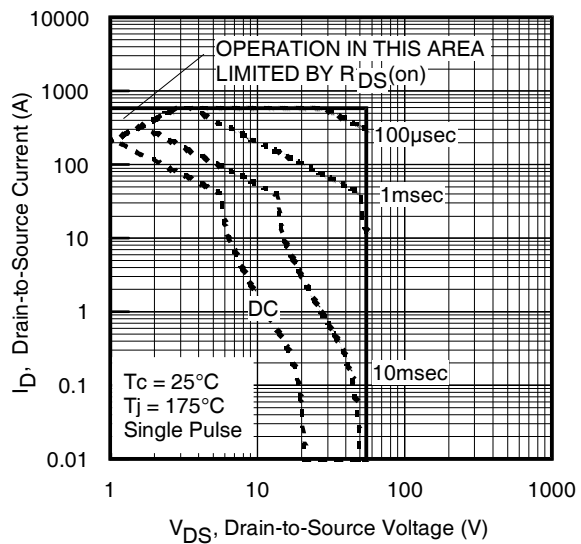 10000
OPERATION IN THIS AREA
LIMITED BY R DS(on)
1000
100µsec
100
1msec
10
1
DC
0.1
10msec
Tc = 25°C
Tj = 175°C
Single Pulse
0.01
1 10 100 1000
VDS, Drain-to-Source Voltage (V)
ID, Drain-to-Source Current (A)